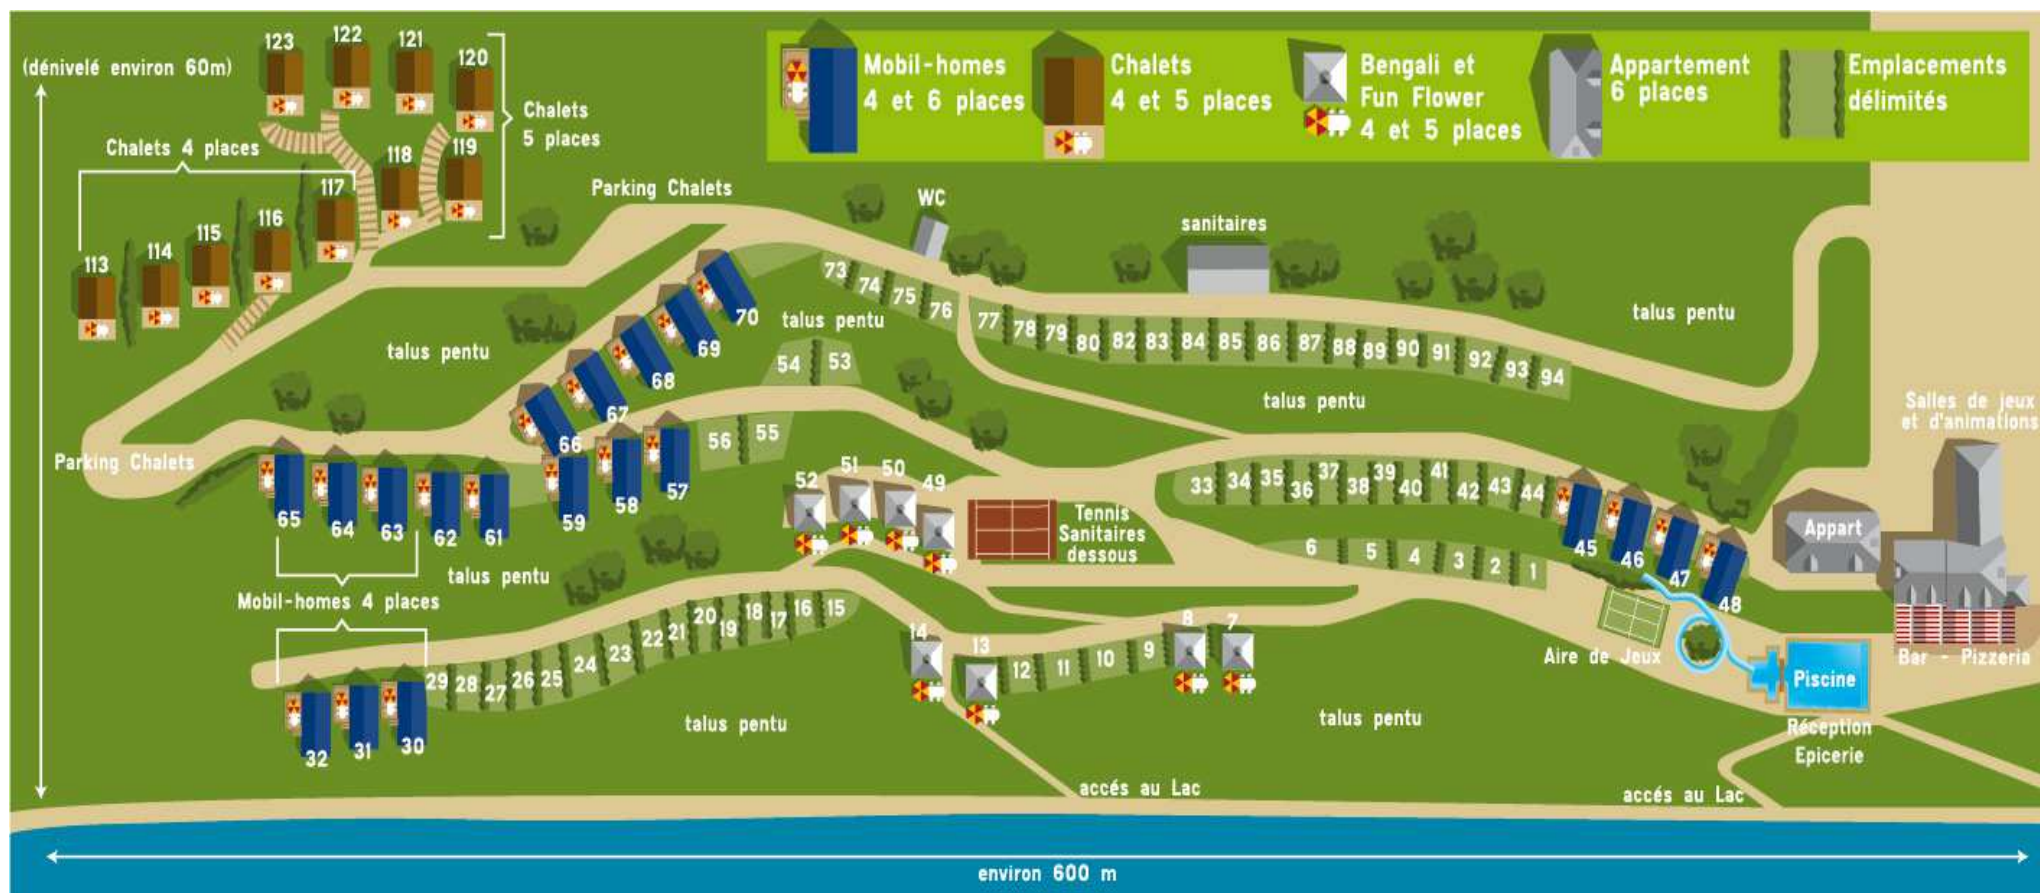 (dénivelé environ 60m)
123
122
121
120
Chalets
5 places
Chalets 4 places
119
118
117
116
115
114
113
Mobil-homes
4 et 6 places
Chalets
4 et 5 places
Bengali et
Fun Flower
4 et 5 places
Appartement
6 places
Emplacements
délimités
Parking Chalets
WC
sanitaires
73
74
75
76
77
78
79
80
82
83
84
85
86
87
88
89
90
91
92
93
94
talus pentu
talus pentu
talus pentu
talus pentu
70
69
68
67
66
54
53
56
55
57
58
59
61
62
63
64
65
Parking Chalets
Mobil-homes 4 places
talus pentu
52
51
50
49
Tennis
Sanitaires
dessous
33
34
35
36
37
38
39
40
41
42
43
44
45
46
47
48
6
5
4
3
2
1
Salles de jeux
et d'animations
Appart
Bar - Pizzeria
Aire de Jeux
Piscine
Réception
Epicerie
32
31
30
29
28
27
26
25
24
23
22
21
20
19
18
17
16
15
14
13
12
11
10
9
8
7
talus pentu
talus pentu
accés au Lac
accés au Lac
environ 600 m